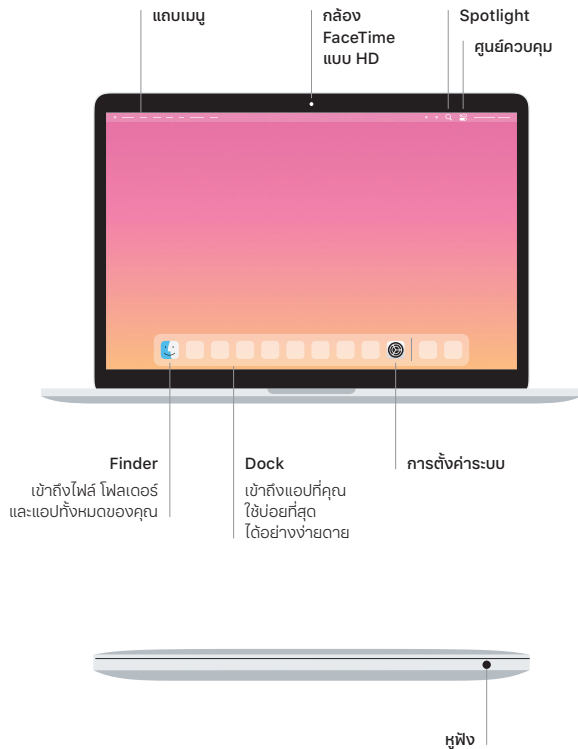 แถบเมนู
กล้อง
FaceTime
แบบ HD
Spotlight
ศูนย์ควบคุม
Finder
เข้าถึงไฟล์ โฟลเดอร์
และแอปทั้งหมดของคุณ
Dock
เข้าถึงแอปที่คุณ
ใช้บ่อยที่สุด
ได้อย่างง่ายดาย
การตั้งค่าระบบ
หูฟัง